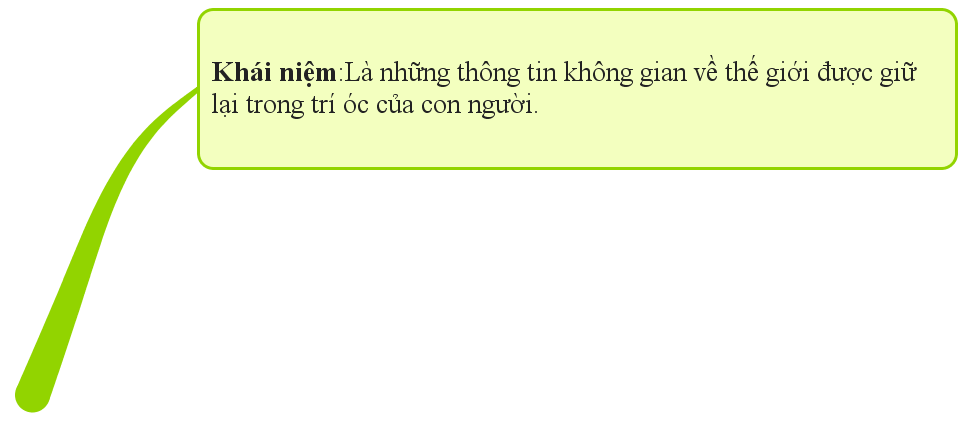 Khái niệm:Là những thông tin không gian về thế giới được giữ
lại trong trí óc của con người.